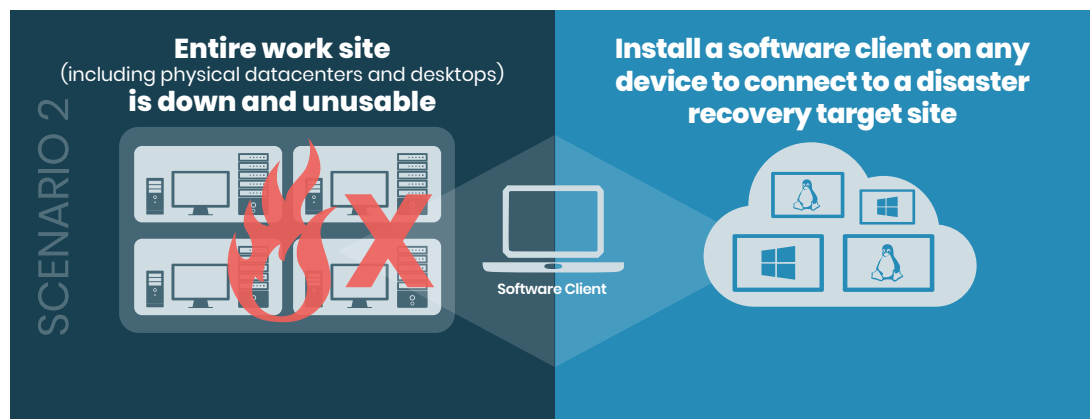 SCENARIO 2
Entire work site
(including physical datacenters and desktops)
is down and unusable
Install a software client on any
device to connect to a disaster
recovery target site
Software Client
X